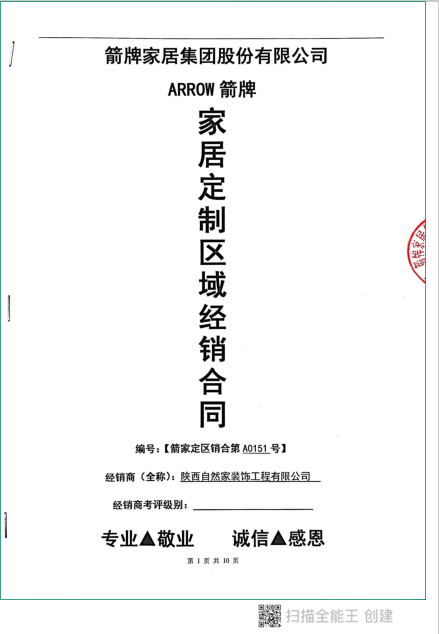 箭牌家居集团股份有限公司
ARROW 箭牌
家居定制区域经销合同
编号：【箭家定区销合第 A0151 号】
经销商（全称）：陕西自然家装饰工程有限公司
经销商考评级别：
专业▲敬业 诚信▲感恩
第 1 页 共 10 页
扫描全能王 创建